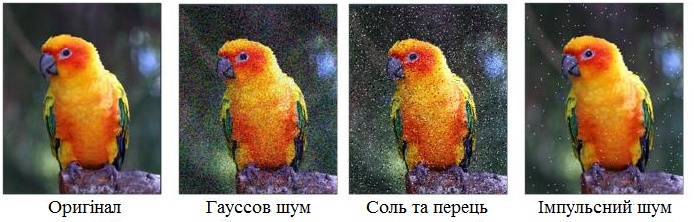 Оригінал
Гауссов шум
Соль та перець
Імпульсний шум